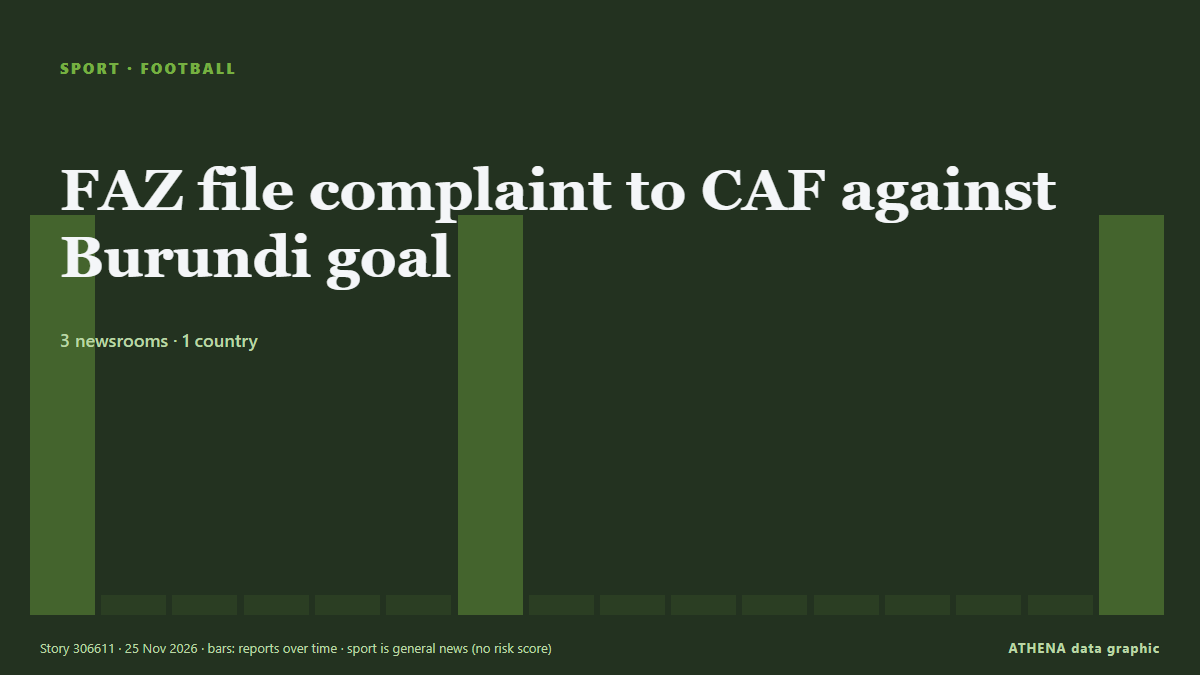 SPORT · FOOTBALL
FAZ file complaint to CAF against
Burundi goal
3 newsrooms · 1 country
Story 306611 · 25 Nov 2026 · bars: reports over time · sport is general news (no risk score)
ATHENA data graphic